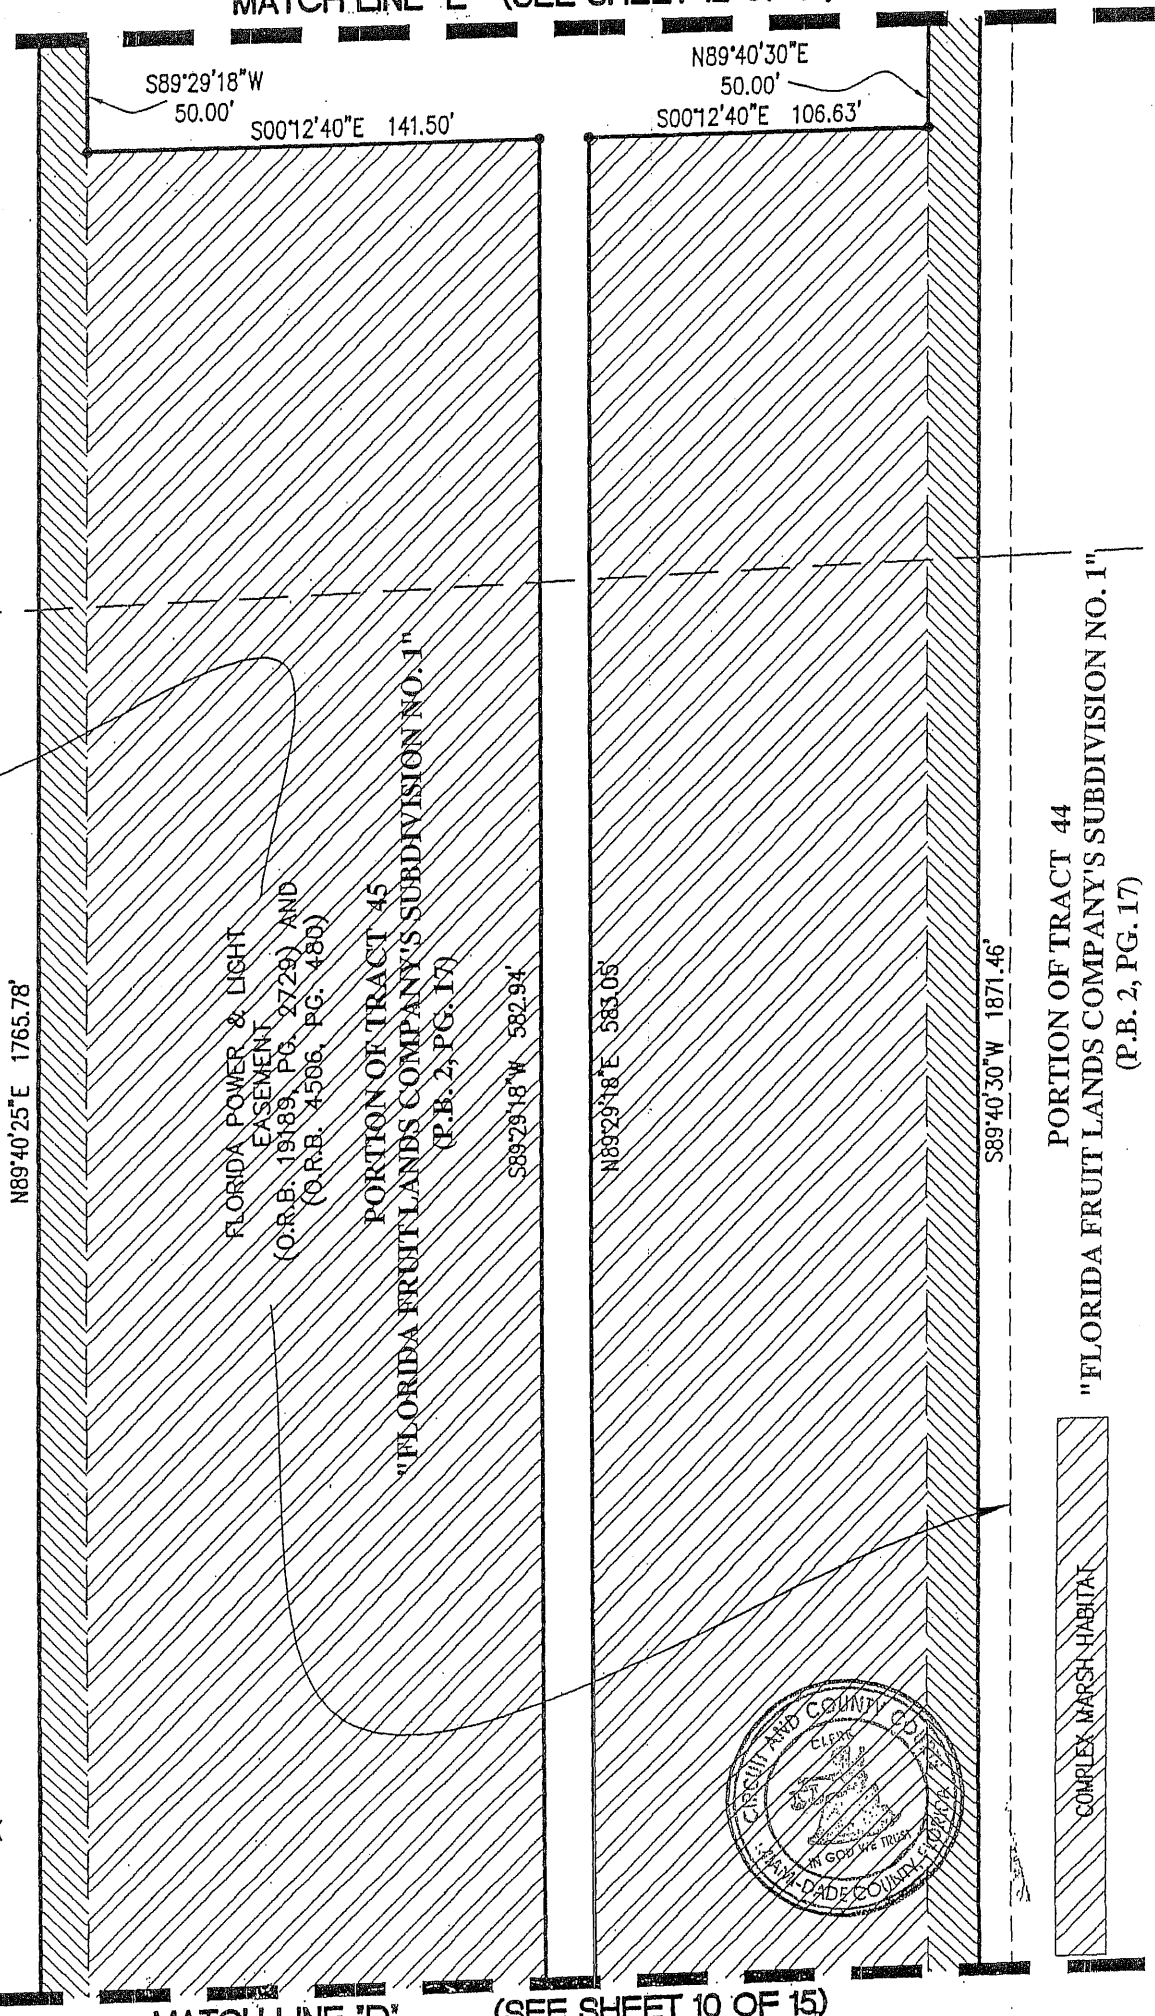 MATCH LINE "E" (SEE SHEET 12 OF 15)
S89°29'18"W
50.00'
N89°40'30"E
50.00'
S00°12'40"E 141.50'
S00°12'40"E 106.63'
N89°40'25"E 1765.78'
FLORIDA POWER & LIGHT
EASEMENT
(O.R.B. 19189, PG. 2729) AND
(O.R.B. 4506, PG. 480)
PORTION OF TRACT 45
"FLORIDA FRUIT LANDS COMPANY'S SUBDIVISION NO. 1"
(P.B. 2, PG. 17)
S89°29'18"W 582.94'
N89°29'18"E 583.05'
S89°40'30"W 1871.46'
PORTION OF TRACT 44
"FLORIDA FRUIT LANDS COMPANY'S SUBDIVISION NO. 1"
(P.B. 2, PG. 17)
COMPLEX MARSH HABITAT
CIRCUIT AND COUNTY COURTS
CLERK
IN GOD WE TRUST
MIAMI-DADE COUNTY, FLORIDA
MATCH LINE "D" (SEE SHEET 10 OF 15)